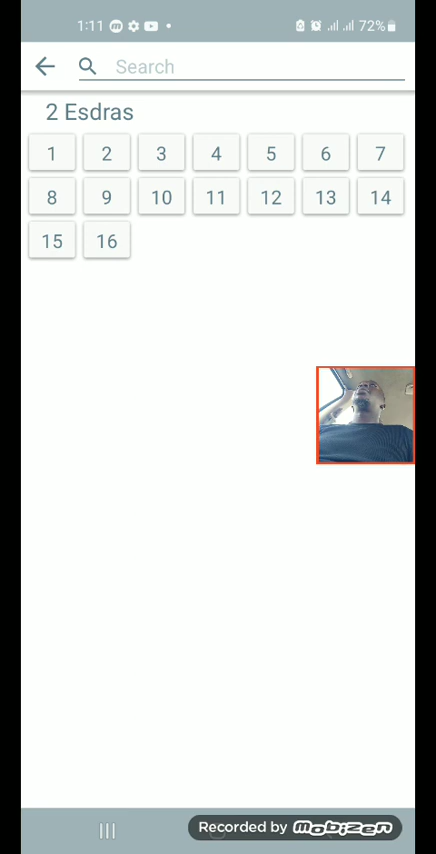 1:11 72%
Search
2 Esdras
1 2 3 4 5 6 7
8 9 10 11 12 13 14
15 16
Recorded by mobizen